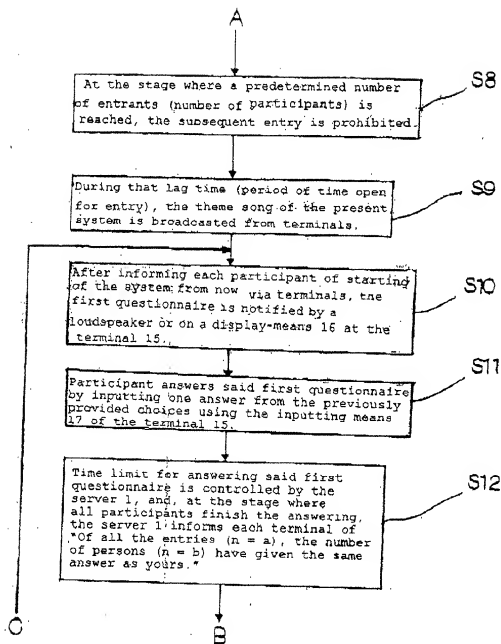 A
At the stage where a predetermined number
of entrants (number of participants) is
reached, the subsequent entry is prohibited.
S8
During that lag time (period of time open
for entry), the theme song of the present
system is broadcasted from terminals.
S9
After informing each participant of starting
of the system from now via terminals, the
first questionnaire is notified by a
loudspeaker or on a display-means 16 at the
terminal 15.
S10
Participant answers said first questionnaire
by inputting one answer from the previously
provided choices using the inputting means
17 of the terminal 15.
S11
Time limit for answering said first
questionnaire is controlled by the
server 1, and, at the stage where
all participants finish the answering,
the server 1 informs each terminal of
"Of all the entries (n = a), the number
of persons (n = b) have given the same
answer as yours."
S12
C
B